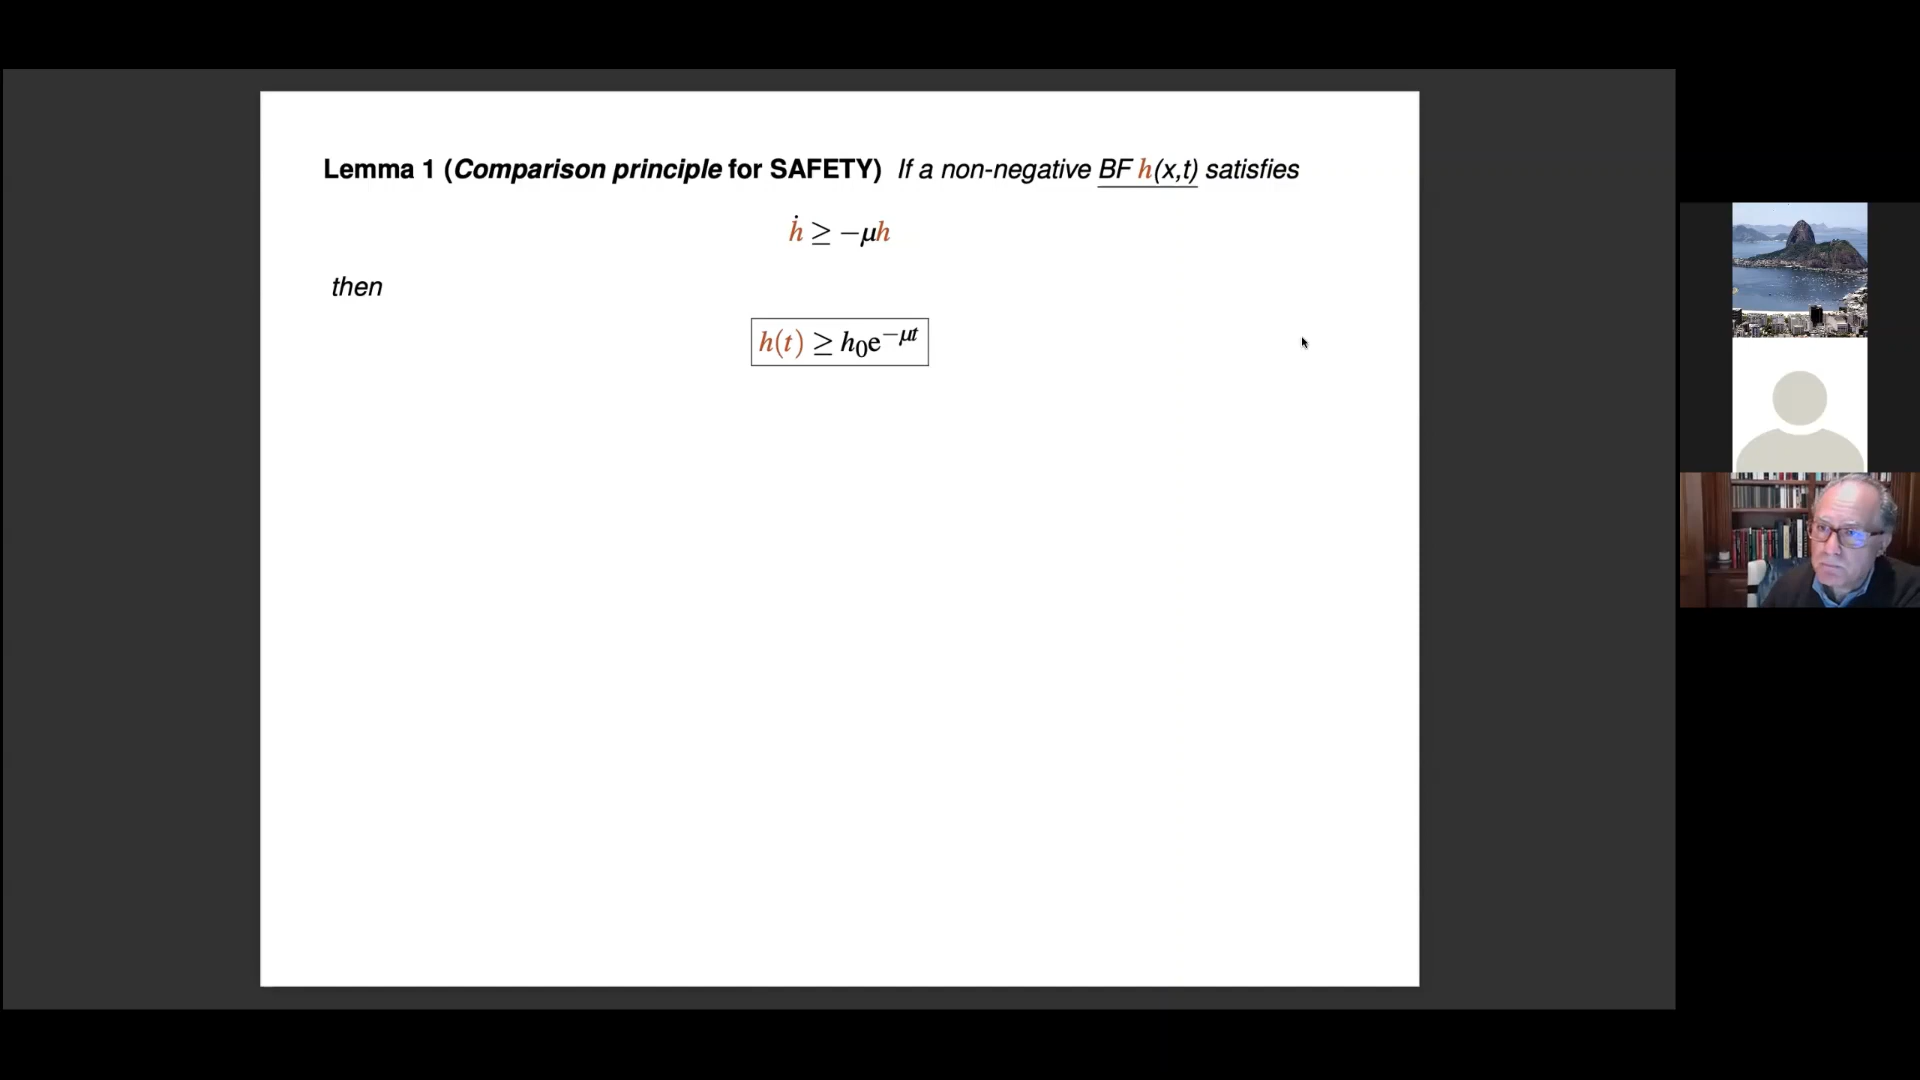 Lemma 1 (Comparison principle for SAFETY) If a non-negative BF h(x,t) satisfies
ḣ ≥ −μh
then
h(t) ≥ h₀e^{−μt}